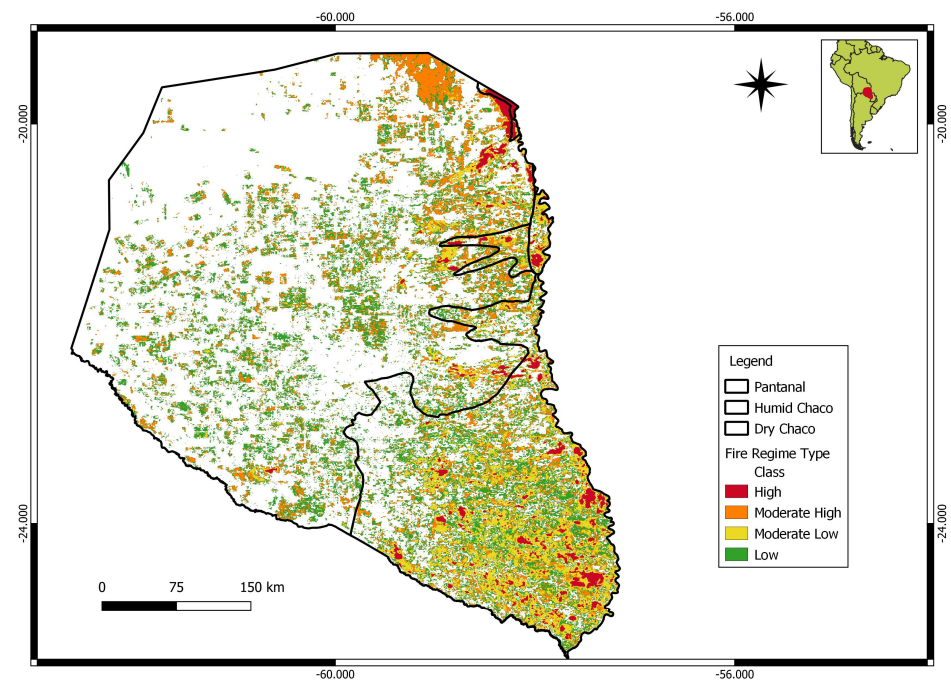 -60.000
-56.000
-20.000
-20.000
Legend
Pantanal
Humid Chaco
Dry Chaco
Fire Regime Type
Class
High
Moderate High
Moderate Low
Low
-24.000
-24.000
0 75 150 km
-60.000
-56.000